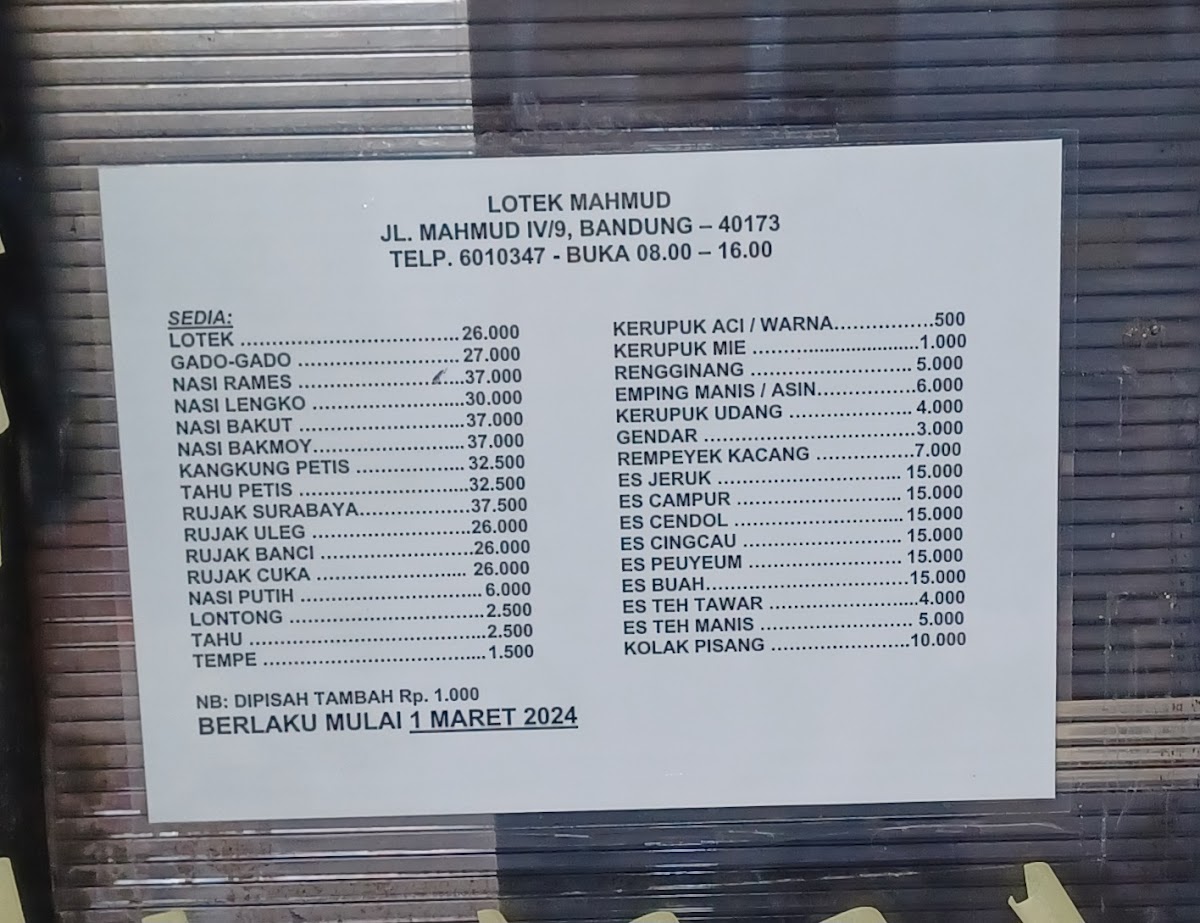 LOTEK MAHMUD
JL. MAHMUD IV/9, BANDUNG – 40173
TELP. 6010347 - BUKA 08.00 – 16.00
SEDIA:
LOTEK ........................................ 26.000
GADO-GADO ............................. 27.000
NASI RAMES .............................37.000
NASI LENGKO ...........................30.000
NASI BAKUT ..............................37.000
NASI BAKMOY...........................37.000
KANGKUNG PETIS ................... 32.500
TAHU PETIS ...............................32.500
RUJAK SURABAYA....................37.500
RUJAK ULEG .............................26.000
RUJAK BANCI ...........................26.000
RUJAK CUKA ........................... 26.000
NASI PUTIH ................................ 6.000
LONTONG ...................................2.500
TAHU ...........................................2.500
TEMPE ........................................1.500
KERUPUK ACI / WARNA.................500
KERUPUK MIE ..............................1.000
RENGGINANG ............................. 5.000
EMPING MANIS / ASIN.................6.000
KERUPUK UDANG ...................... 4.000
GENDAR ......................................3.000
REMPEYEK KACANG .................7.000
ES JERUK ................................. 15.000
ES CAMPUR .............................. 15.000
ES CENDOL .............................. 15.000
ES CINGCAU ............................ 15.000
ES PEUYEUM ........................... 15.000
ES BUAH...................................15.000
ES TEH TAWAR ..........................4.000
ES TEH MANIS ........................... 5.000
KOLAK PISANG ........................10.000
NB: DIPISAH TAMBAH Rp. 1.000
BERLAKU MULAI 1 MARET 2024